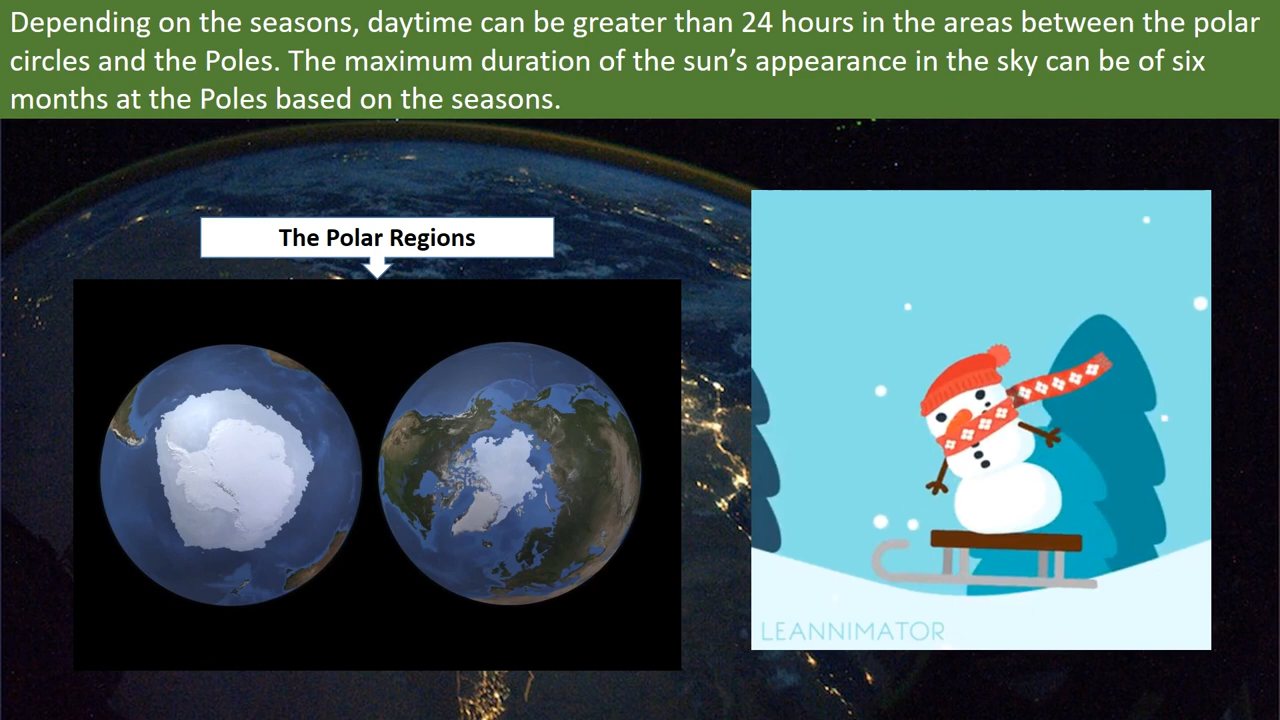 Depending on the seasons, daytime can be greater than 24 hours in the areas between the polar
circles and the Poles. The maximum duration of the sun’s appearance in the sky can be of six
months at the Poles based on the seasons.
The Polar Regions
LEANNIMATOR